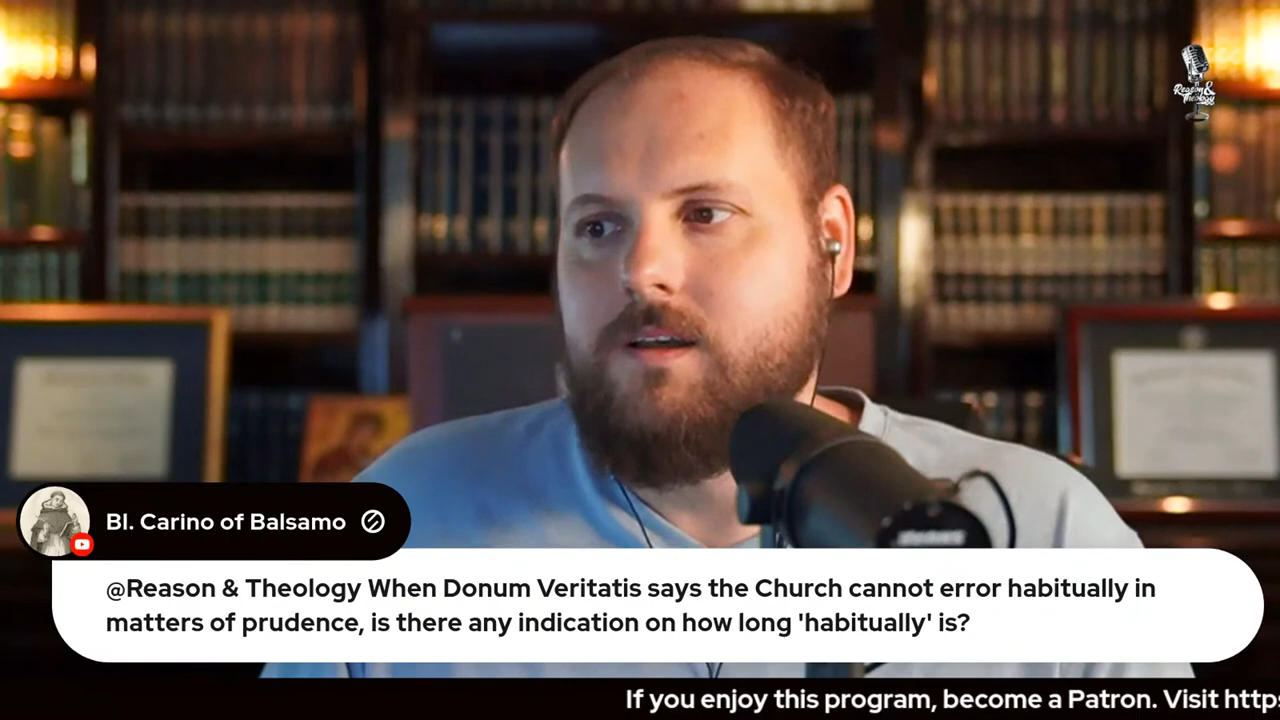 Reason &
Theology
Bl. Carino of Balsamo
@Reason & Theology When Donum Veritatis says the Church cannot error habitually in
matters of prudence, is there any indication on how long 'habitually' is?
If you enjoy this program, become a Patron. Visit https